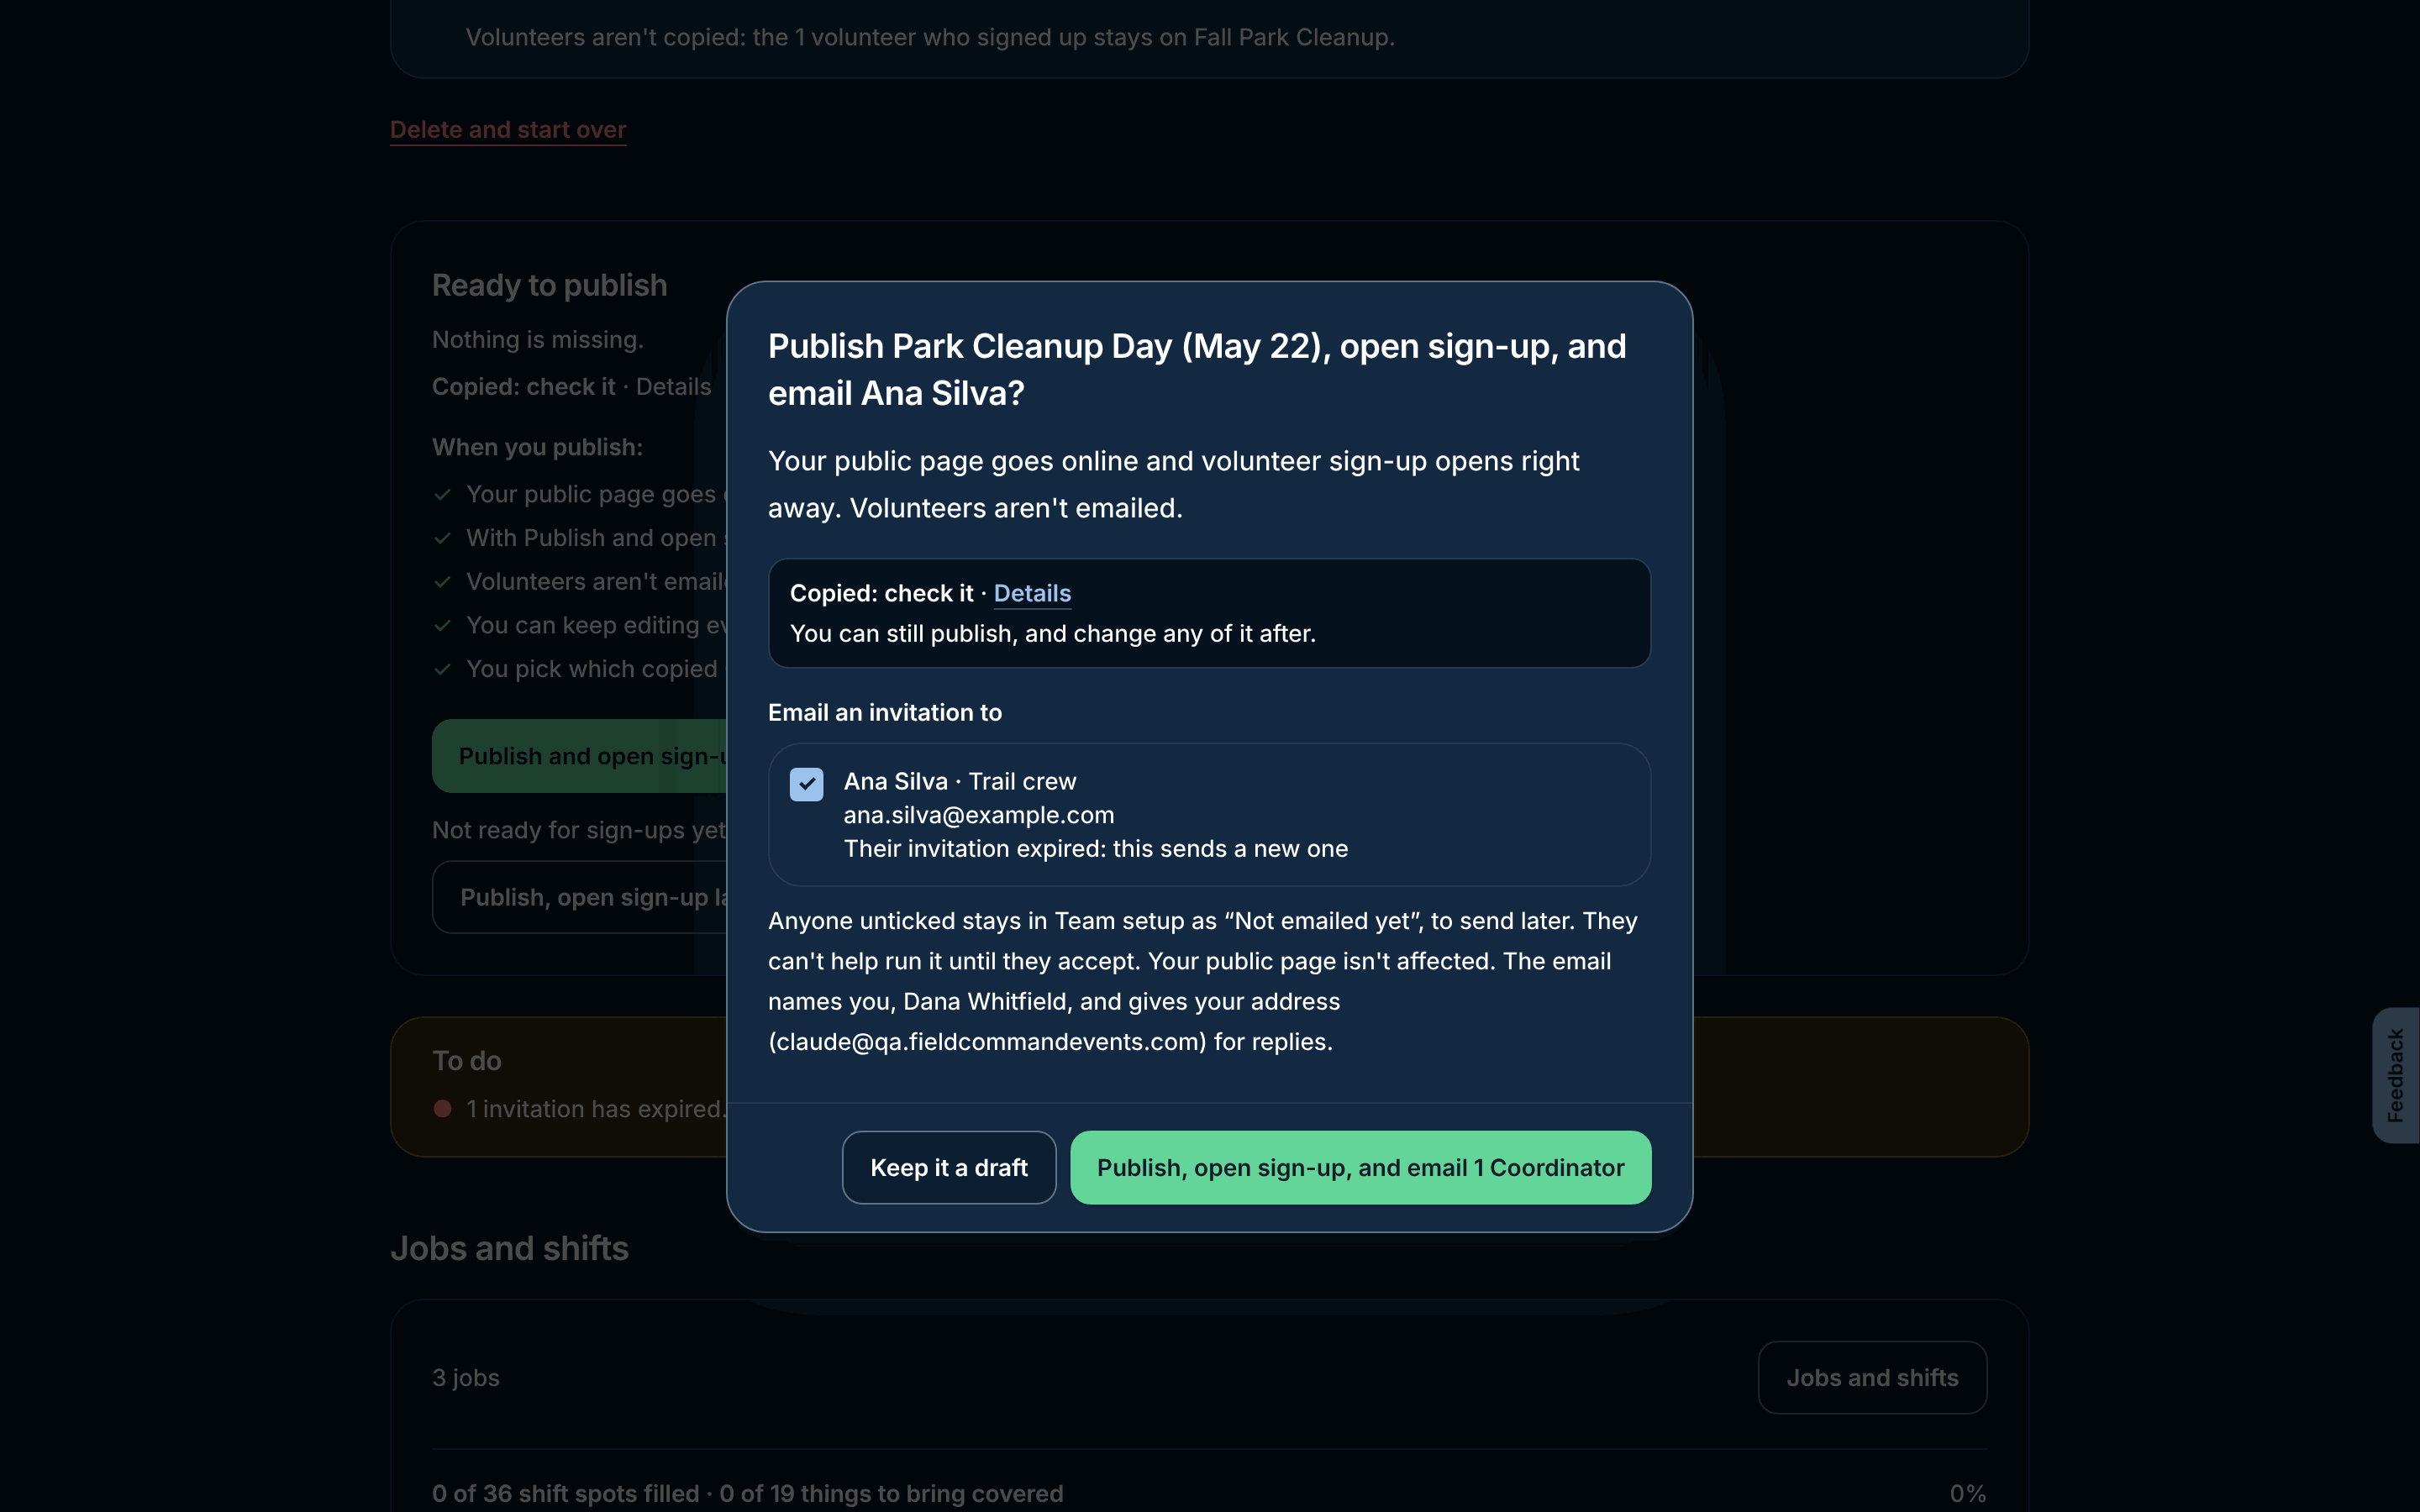 Volunteers aren't copied: the 1 volunteer who signed up stays on Fall Park Cleanup.
Delete and start over
Ready to publish
Nothing is missing.
Copied: check it · Details
When you publish:
Your public page goes
With Publish and open
Volunteers aren't
You can keep editing
You pick which copied
Publish and open
Not ready for sign-ups yet
Publish, open sign-up
Publish Park Cleanup Day (May 22), open sign-up, and
email Ana Silva?
Your public page goes online and volunteer sign-up opens right
away. Volunteers aren't emailed.
Copied: check it · Details
You can still publish, and change any of it after.
Email an invitation to
Ana Silva · Trail crew
ana.silva@example.com
Their invitation expired: this sends a new one
Anyone unticked stays in Team setup as “Not emailed yet”, to send later. They
can't help run it until they accept. Your public page isn't affected. The email
names you, Dana Whitfield, and gives your address
(claude@qa.fieldcommandevents.com) for replies.
Keep it a draft
Publish, open sign-up, and email 1 Coordinator
To do
1 invitation has expired.
Feedback
Jobs and shifts
3 jobs
Jobs and shifts
0 of 36 shift spots filled · 0 of 19 things to bring covered
0%